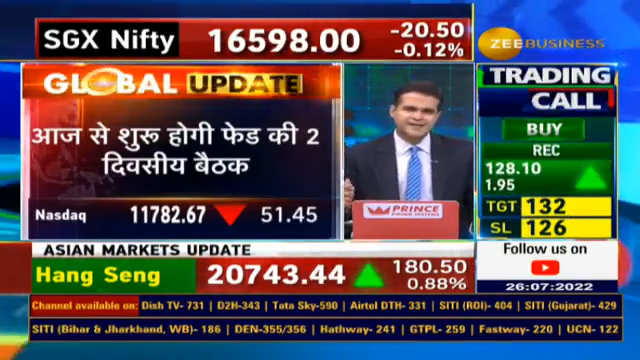 SGX Nifty 16598.00 -20.50 -0.12%
ZEE BUSINESS
GLOBAL UPDATE
आज से शुरू होगी फेड की 2
दिवसीय बैठक
Nasdaq 11782.67 51.45
PRINCE
PIPING SYSTEMS
TRADING
CALL
BUY
REC
128.10
1.95
TGT 132
SL 126
ASIAN MARKETS UPDATE
Hang Seng 20743.44 180.50 0.88%
Follow us on
26:07:2022
Channel available on: Dish TV- 731 | D2H-343 | Tata Sky-590 | Airtel DTH- 331 | SITI (ROI)- 404 | SITI (Gujarat)- 429
SITI (Bihar & Jharkhand, WB)- 186 | DEN-355/356 | Hathway- 241 | GTPL- 259 | Fastway- 220 | UCN- 122